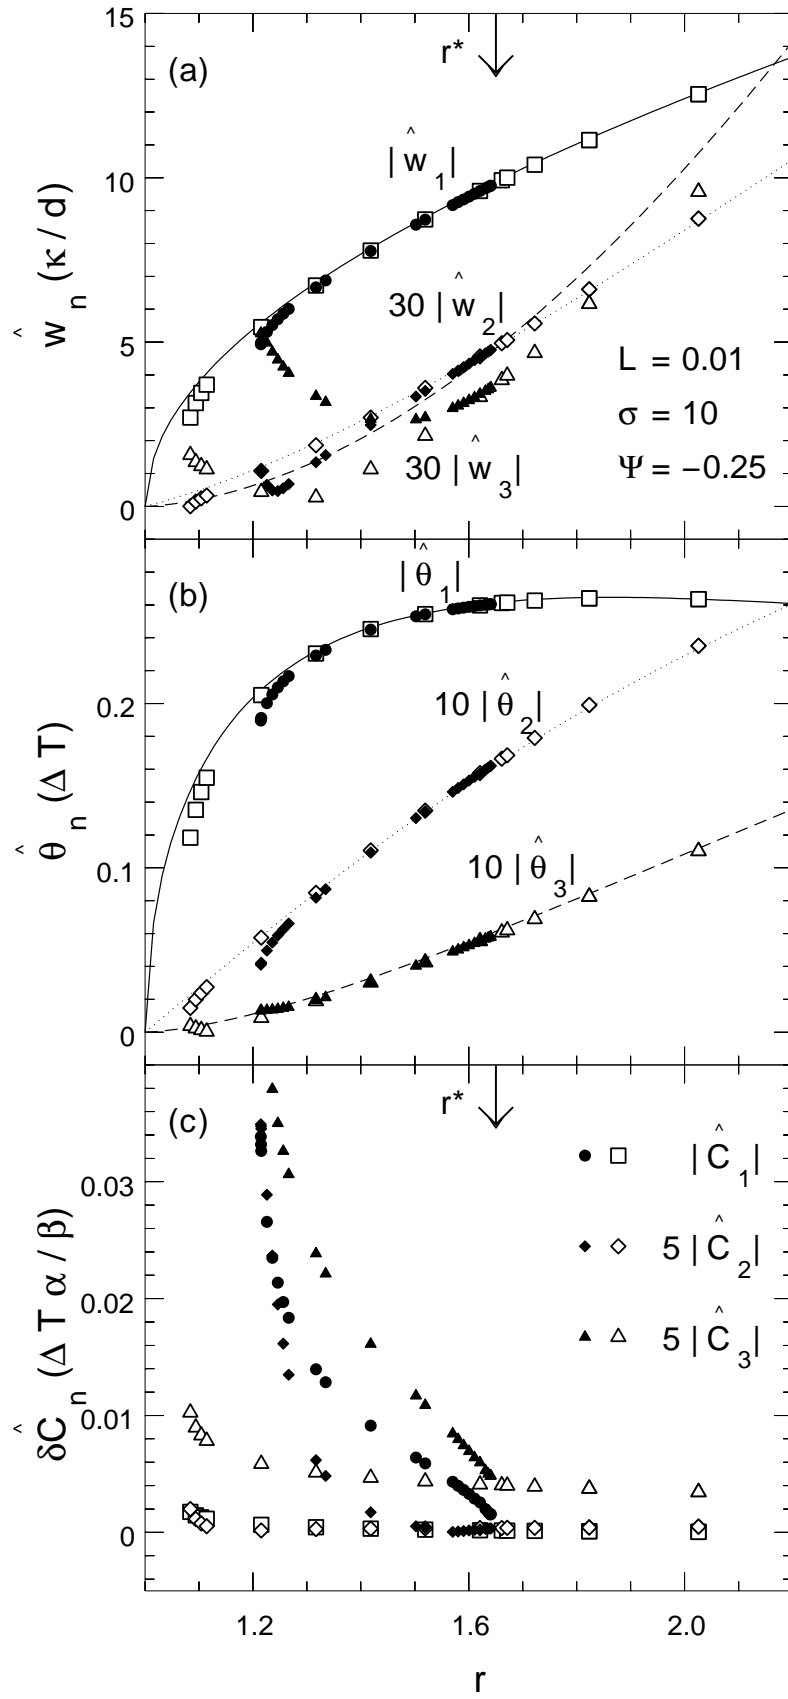 15
(a)
r*
10
| ŵ₁|
ŵₙ (κ / d)
30 | ŵ₂|
5
L = 0.01
σ = 10
30 | ŵ₃|
Ψ = −0.25
0
(b)
| θ̂₁|
0.2
10 | θ̂₂|
θ̂ₙ (Δ T)
0.1
10 | θ̂₃|
0
(c)
r*
| Ĉ₁|
0.03
5 | Ĉ₂|
δĈₙ (Δ T α / β)
0.02
5 | Ĉ₃|
0.01
0
1.2 1.6 2.0
r